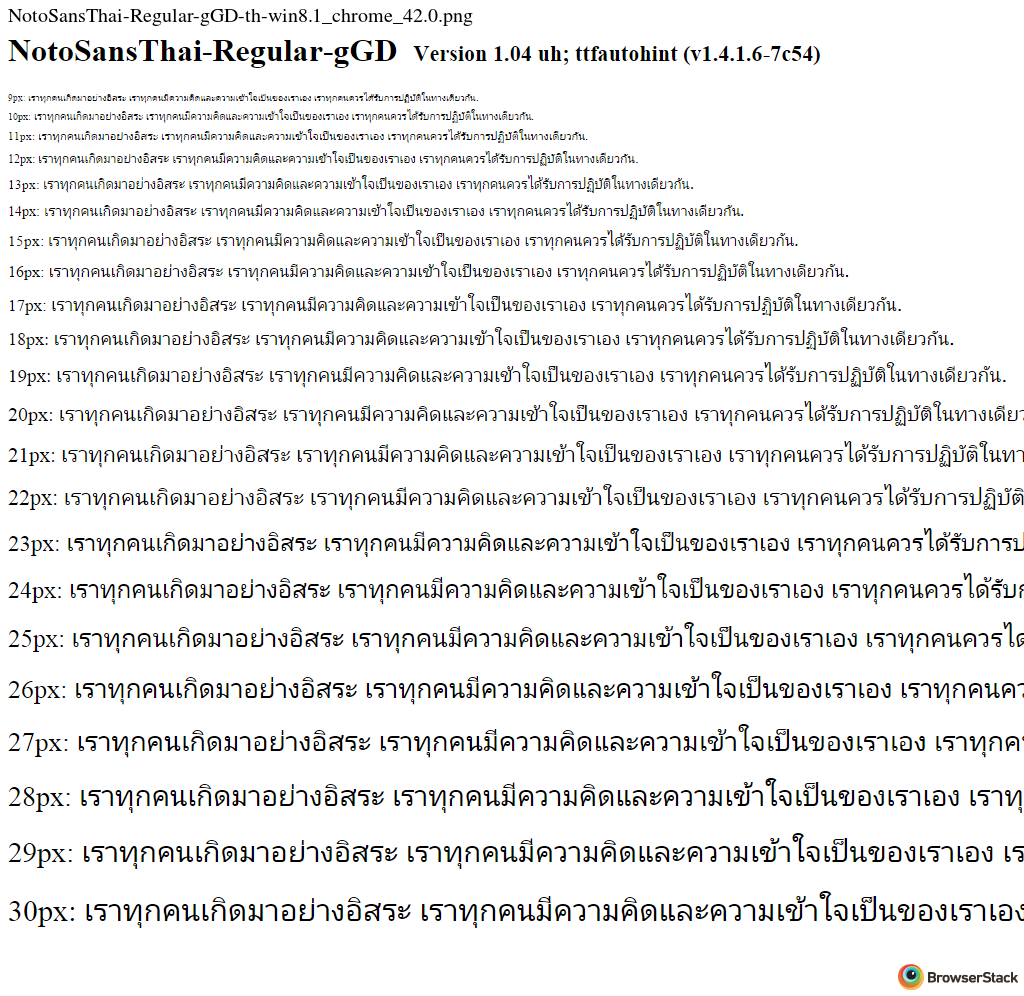 NotoSansThai-Regular-gGD-th-win8.1_chrome_42.0.png
NotoSansThai-Regular-gGD Version 1.04 uh; ttfautohint (v1.4.1.6-7c54)
9px: เราทุกคนเกิดมาอย่างอิสระ เราทุกคนมีความคิดและความเข้าใจเป็นของเราเอง เราทุกคนควรได้รับการปฏิบัติในทางเดียวกัน.
10px: เราทุกคนเกิดมาอย่างอิสระ เราทุกคนมีความคิดและความเข้าใจเป็นของเราเอง เราทุกคนควรได้รับการปฏิบัติในทางเดียวกัน.
11px: เราทุกคนเกิดมาอย่างอิสระ เราทุกคนมีความคิดและความเข้าใจเป็นของเราเอง เราทุกคนควรได้รับการปฏิบัติในทางเดียวกัน.
12px: เราทุกคนเกิดมาอย่างอิสระ เราทุกคนมีความคิดและความเข้าใจเป็นของเราเอง เราทุกคนควรได้รับการปฏิบัติในทางเดียวกัน.
13px: เราทุกคนเกิดมาอย่างอิสระ เราทุกคนมีความคิดและความเข้าใจเป็นของเราเอง เราทุกคนควรได้รับการปฏิบัติในทางเดียวกัน.
14px: เราทุกคนเกิดมาอย่างอิสระ เราทุกคนมีความคิดและความเข้าใจเป็นของเราเอง เราทุกคนควรได้รับการปฏิบัติในทางเดียวกัน.
15px: เราทุกคนเกิดมาอย่างอิสระ เราทุกคนมีความคิดและความเข้าใจเป็นของเราเอง เราทุกคนควรได้รับการปฏิบัติในทางเดียวกัน.
16px: เราทุกคนเกิดมาอย่างอิสระ เราทุกคนมีความคิดและความเข้าใจเป็นของเราเอง เราทุกคนควรได้รับการปฏิบัติในทางเดียวกัน.
17px: เราทุกคนเกิดมาอย่างอิสระ เราทุกคนมีความคิดและความเข้าใจเป็นของเราเอง เราทุกคนควรได้รับการปฏิบัติในทางเดียวกัน.
18px: เราทุกคนเกิดมาอย่างอิสระ เราทุกคนมีความคิดและความเข้าใจเป็นของเราเอง เราทุกคนควรได้รับการปฏิบัติในทางเดียวกัน.
19px: เราทุกคนเกิดมาอย่างอิสระ เราทุกคนมีความคิดและความเข้าใจเป็นของเราเอง เราทุกคนควรได้รับการปฏิบัติในทางเดียวกัน.
20px: เราทุกคนเกิดมาอย่างอิสระ เราทุกคนมีความคิดและความเข้าใจเป็นของเราเอง เราทุกคนควรได้รับการปฏิบัติในทางเดีย
21px: เราทุกคนเกิดมาอย่างอิสระ เราทุกคนมีความคิดและความเข้าใจเป็นของเราเอง เราทุกคนควรได้รับการปฏิบัติในทา
22px: เราทุกคนเกิดมาอย่างอิสระ เราทุกคนมีความคิดและความเข้าใจเป็นของเราเอง เราทุกคนควรได้รับการปฏิบัติ
23px: เราทุกคนเกิดมาอย่างอิสระ เราทุกคนมีความคิดและความเข้าใจเป็นของเราเอง เราทุกคนควรได้รับการป
24px: เราทุกคนเกิดมาอย่างอิสระ เราทุกคนมีความคิดและความเข้าใจเป็นของเราเอง เราทุกคนควรได้รับก
25px: เราทุกคนเกิดมาอย่างอิสระ เราทุกคนมีความคิดและความเข้าใจเป็นของเราเอง เราทุกคนควรได้
26px: เราทุกคนเกิดมาอย่างอิสระ เราทุกคนมีความคิดและความเข้าใจเป็นของเราเอง เราทุกคนคว
27px: เราทุกคนเกิดมาอย่างอิสระ เราทุกคนมีความคิดและความเข้าใจเป็นของเราเอง เราทุกค
28px: เราทุกคนเกิดมาอย่างอิสระ เราทุกคนมีความคิดและความเข้าใจเป็นของเราเอง เราทุ
29px: เราทุกคนเกิดมาอย่างอิสระ เราทุกคนมีความคิดและความเข้าใจเป็นของเราเอง เร
30px: เราทุกคนเกิดมาอย่างอิสระ เราทุกคนมีความคิดและความเข้าใจเป็นของเราเอง
BrowserStack